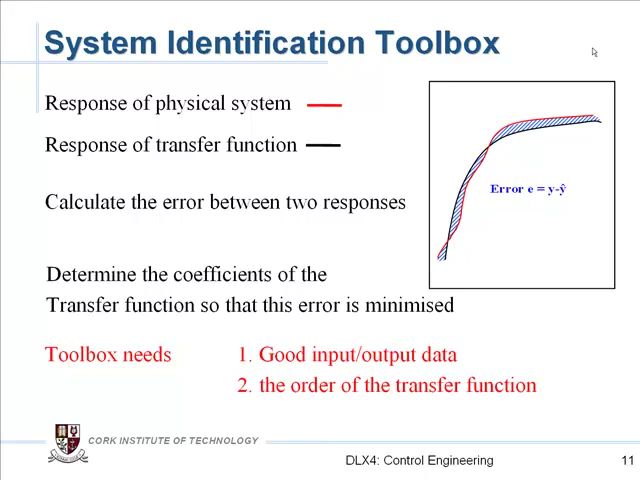 System Identification Toolbox
Response of physical system
Response of transfer function
Error e = y-ŷ
Calculate the error between two responses
Determine the coefficients of the
Transfer function so that this error is minimised
Toolbox needs 1. Good input/output data
2. the order of the transfer function
CORK INSTITUTE OF TECHNOLOGY
DLX4: Control Engineering 11